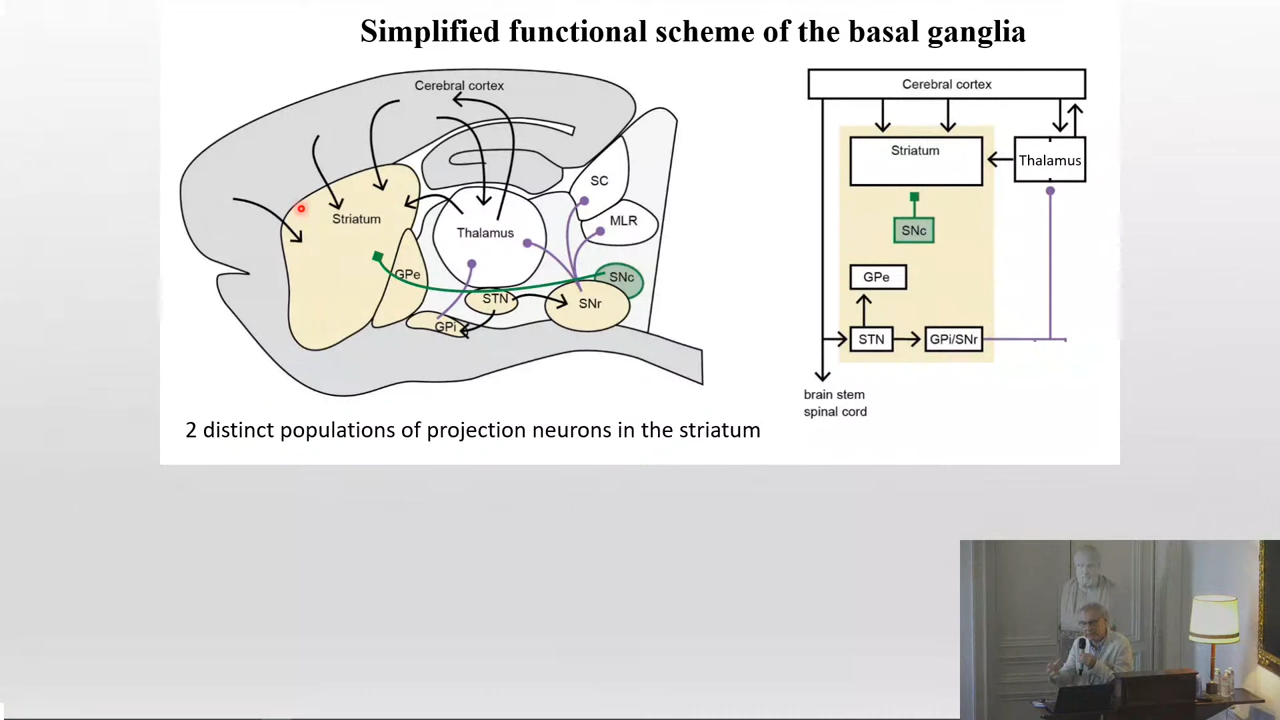 Simplified functional scheme of the basal ganglia
Cerebral cortex
Striatum
Thalamus
SC
MLR
GPe
STN
SNc
SNr
GPi
2 distinct populations of projection neurons in the striatum
Cerebral cortex
Striatum
Thalamus
SNc
GPe
STN
GPi/SNr
brain stem
spinal cord